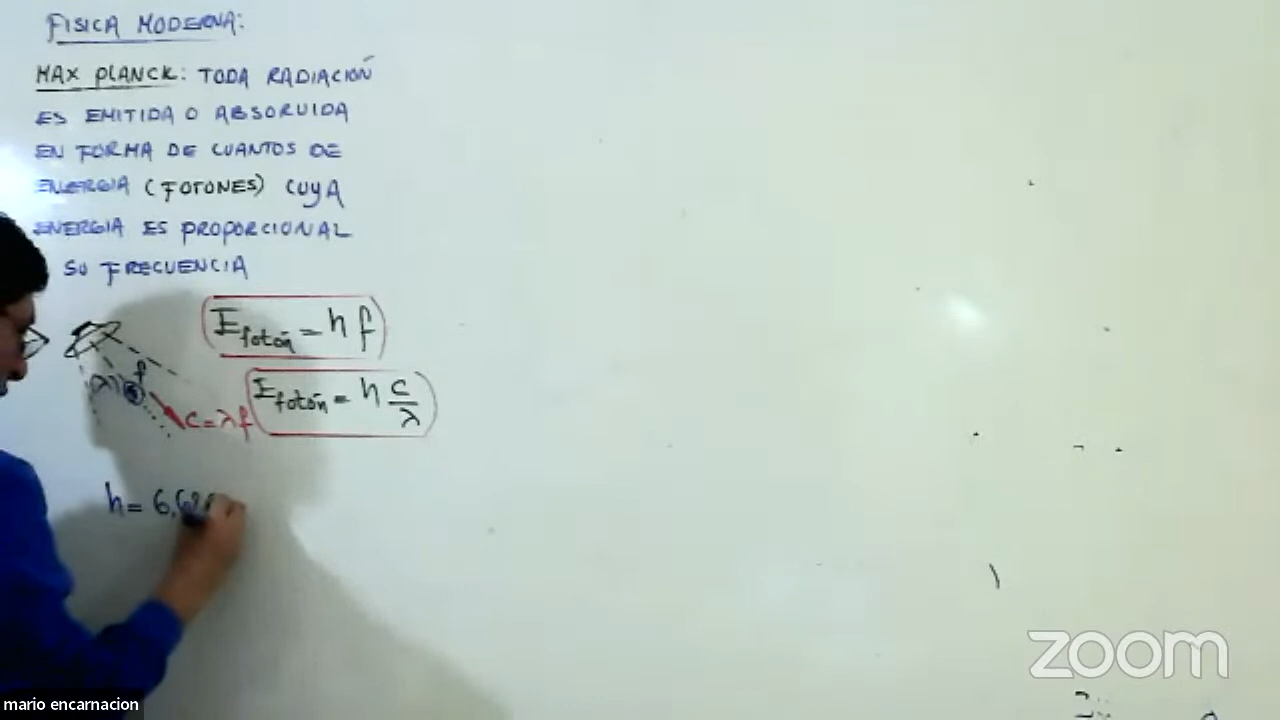 FISICA MODERNA:
MAX PLANCK: TODA RADIACIÓN
ES EMITIDA O ABSORVIDA
EN FORMA DE CUANTOS DE
ENERGIA (FOTONES) CUYA
ENERGIA ES PROPORCIONAL
SU FRECUENCIA
E fotón = h f
f
E fotón = h c/λ
C = λ f
h = 6,62
zoom
mario encarnacion